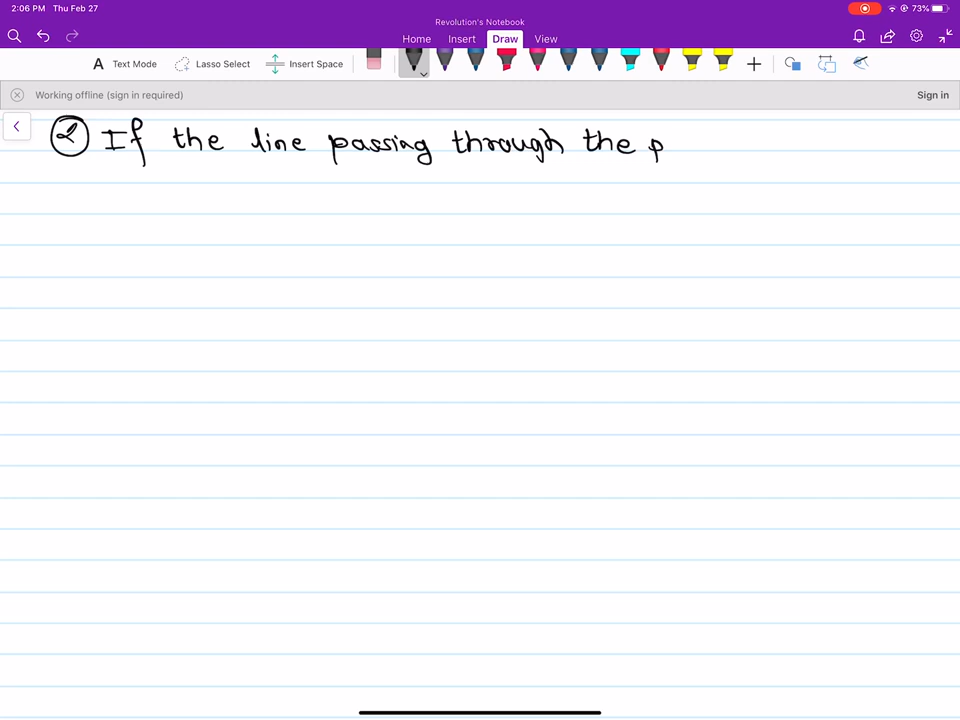 2:06 PM Thu Feb 27
73%
Revolution's Notebook
Home Insert Draw View
Text Mode Lasso Select Insert Space
Working offline (sign in required) Sign in
② If the line passing through the p